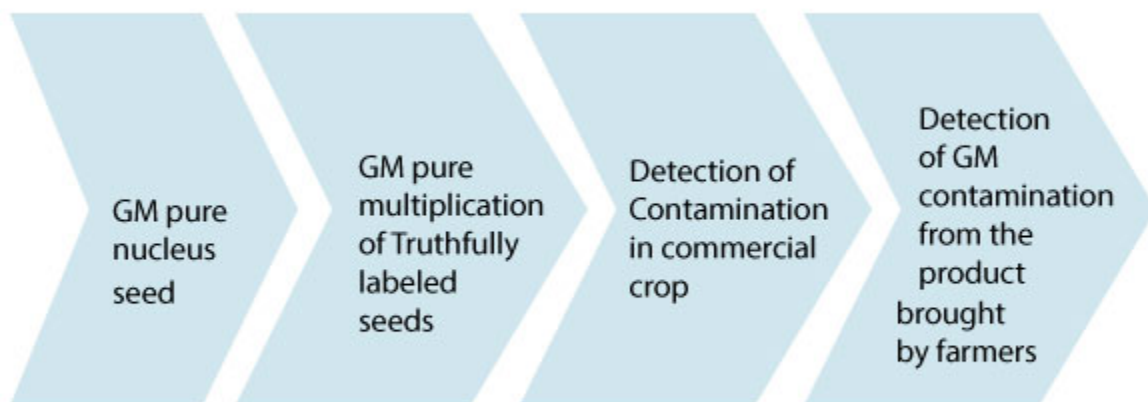 GM pure
nucleus
seed
GM pure
multiplication
of Truthfully
labeled
seeds
Detection of
Contamination
in commercial
crop
Detection
of GM
contamination
from the
product
brought
by farmers